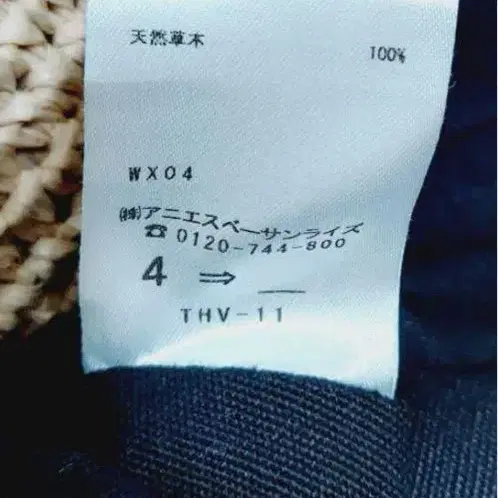 天然草木
100%
WX04
㈱アニエスベーサンライズ
☎0120-744-800
4 ⇒ __
THV-11